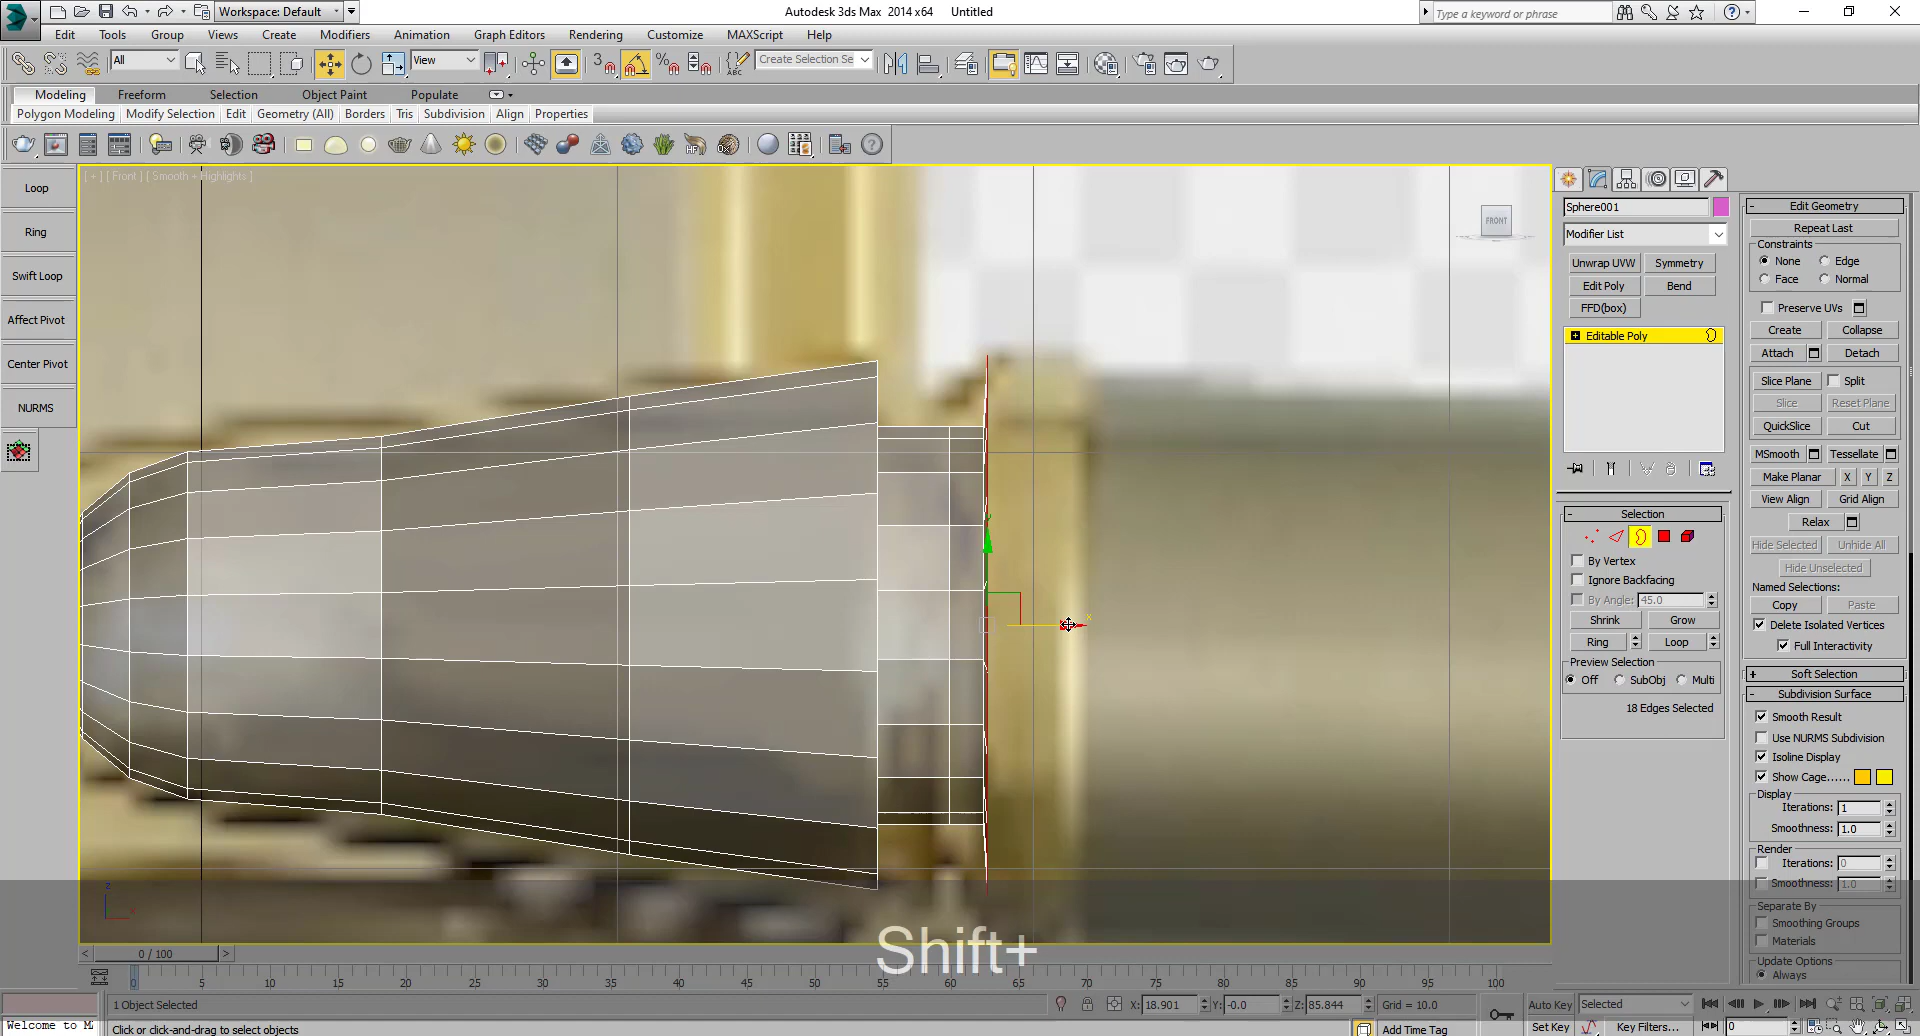 Workspace: Default
Autodesk 3ds Max 2014 x64 Untitled
Type a keyword or phrase
Edit Tools Group Views Create Modifiers Animation Graph Editors Rendering Customize MAXScript Help
All View 3 Create Selection Se
Modeling Freeform Selection Object Paint Populate
Polygon Modeling Modify Selection Edit Geometry (All) Borders Tris Subdivision Align Properties
Loop
Ring
Swift Loop
Affect Pivot
Center Pivot
NURMS
[ + ] [ Front ] [ Smooth + Highlights ]
FRONT
x
z
Shift+
Sphere001
Modifier List
Unwrap UVW Symmetry
Edit Poly Bend
FFD(box)
Editable Poly
- Selection
By Vertex
Ignore Backfacing
By Angle: 45.0
Shrink Grow
Ring Loop
Preview Selection
Off SubObj Multi
18 Edges Selected
- Edit Geometry
Repeat Last
Constraints
None Edge
Face Normal
Preserve UVs
Create Collapse
Attach Detach
Slice Plane Split
Slice Reset Plane
QuickSlice Cut
MSmooth Tessellate
Make Planar X Y Z
View Align Grid Align
Relax
Hide Selected Unhide All
Hide Unselected
Named Selections:
Copy Paste
Delete Isolated Vertices
Full Interactivity
+ Soft Selection
- Subdivision Surface
Smooth Result
Use NURMS Subdivision
Isoline Display
Show Cage......
Display
Iterations: 1
Smoothness: 1.0
Render
Iterations: 0
Smoothness: 1.0
Separate By
Smoothing Groups
Materials
Update Options
Always
< 0 / 100 >
0 5 10 15 20 25 30 35 40 45 50 55 60 65 70 75 80 85 90 95 100
1 Object Selected X: 18.901 Y: -0.0 Z: 85.844 Grid = 10.0 Auto Key Selected
Welcome to M Click or click-and-drag to select objects Add Time Tag Set Key Key Filters... 0